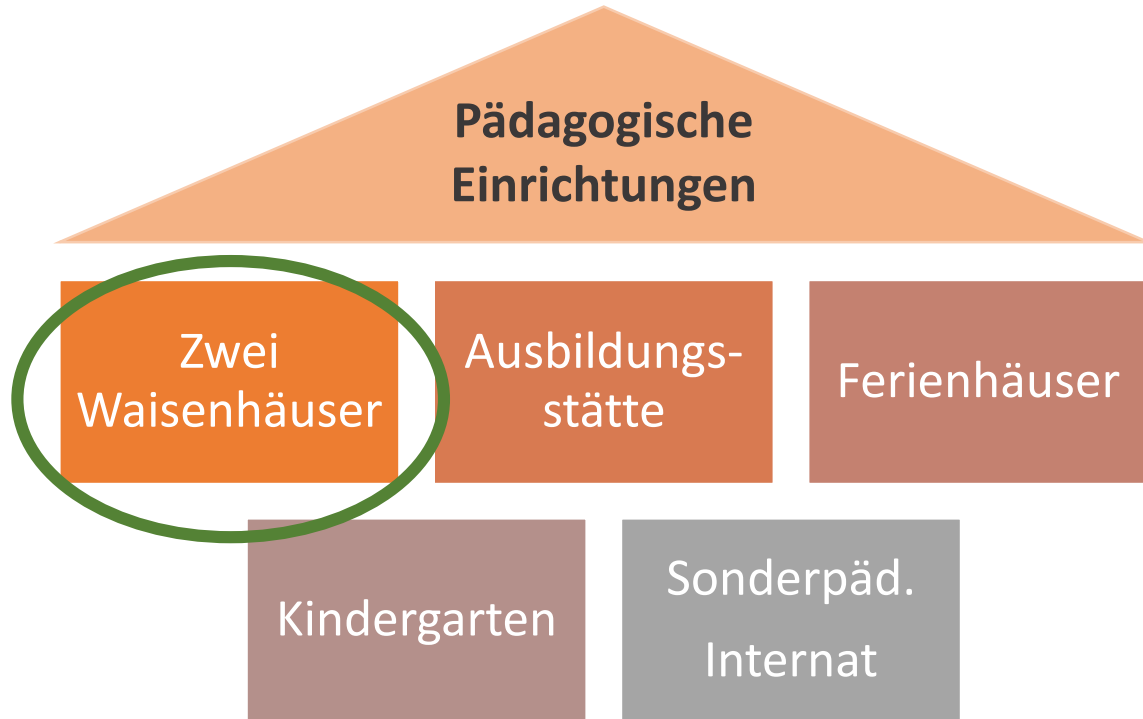 Pädagogische
Einrichtungen
Zwei
Waisenhäuser
Ausbildungs-
stätte
Ferienhäuser
Kindergarten
Sonderpäd.
Internat